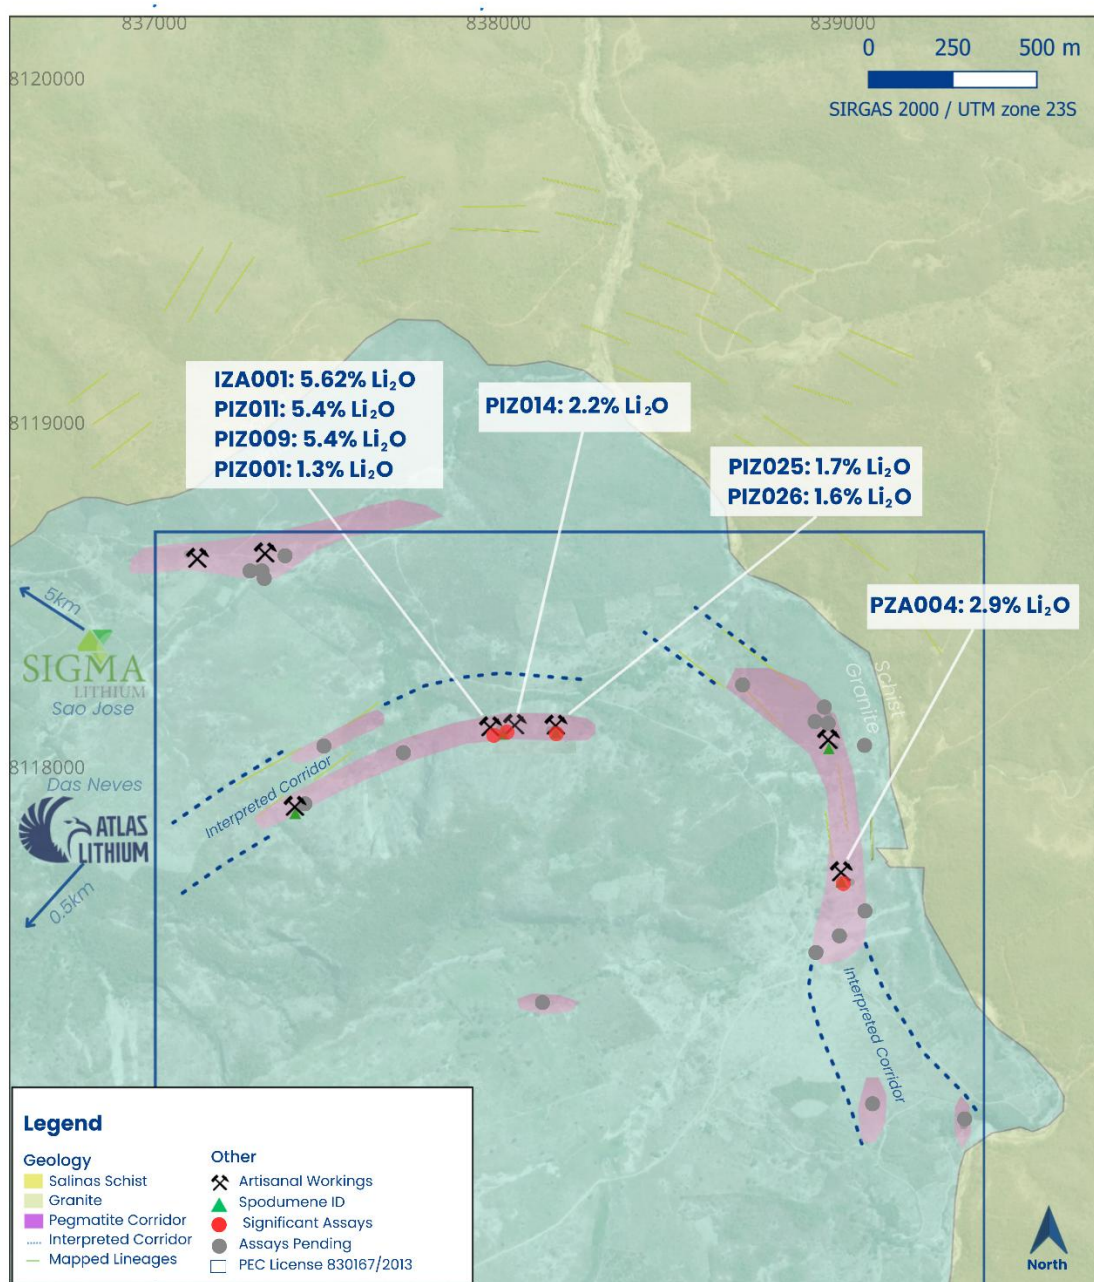 837000
838000
839000
0 250 500 m
SIRGAS 2000 / UTM zone 23S
8120000
8119000
8118000
IZA001: 5.62% Li₂O
PIZ011: 5.4% Li₂O
PIZ009: 5.4% Li₂O
PIZ001: 1.3% Li₂O
PIZ014: 2.2% Li₂O
PIZ025: 1.7% Li₂O
PIZ026: 1.6% Li₂O
PZA004: 2.9% Li₂O
5km
SIGMA
LITHIUM
Sao Jose
Schist
Granite
Das Neves
ATLAS
LITHIUM
0.5km
Interpreted Corridor
Interpreted Corridor
Legend
Geology
Salinas Schist
Granite
Pegmatite Corridor
Interpreted Corridor
Mapped Lineages
Other
Artisanal Workings
Spodumene ID
Significant Assays
Assays Pending
PEC License 830167/2013
North